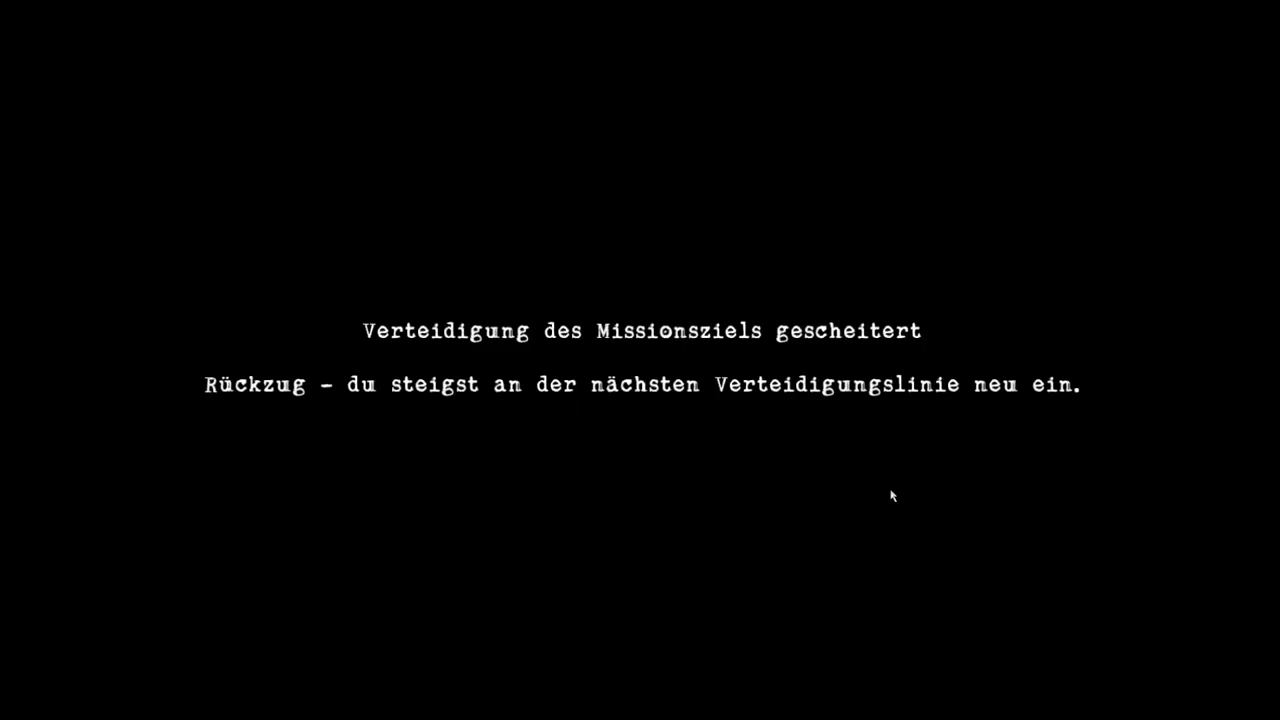 Verteidigung des Missionsziels gescheitert
Rückzug - du steigst an der nächsten Verteidigungslinie neu ein.